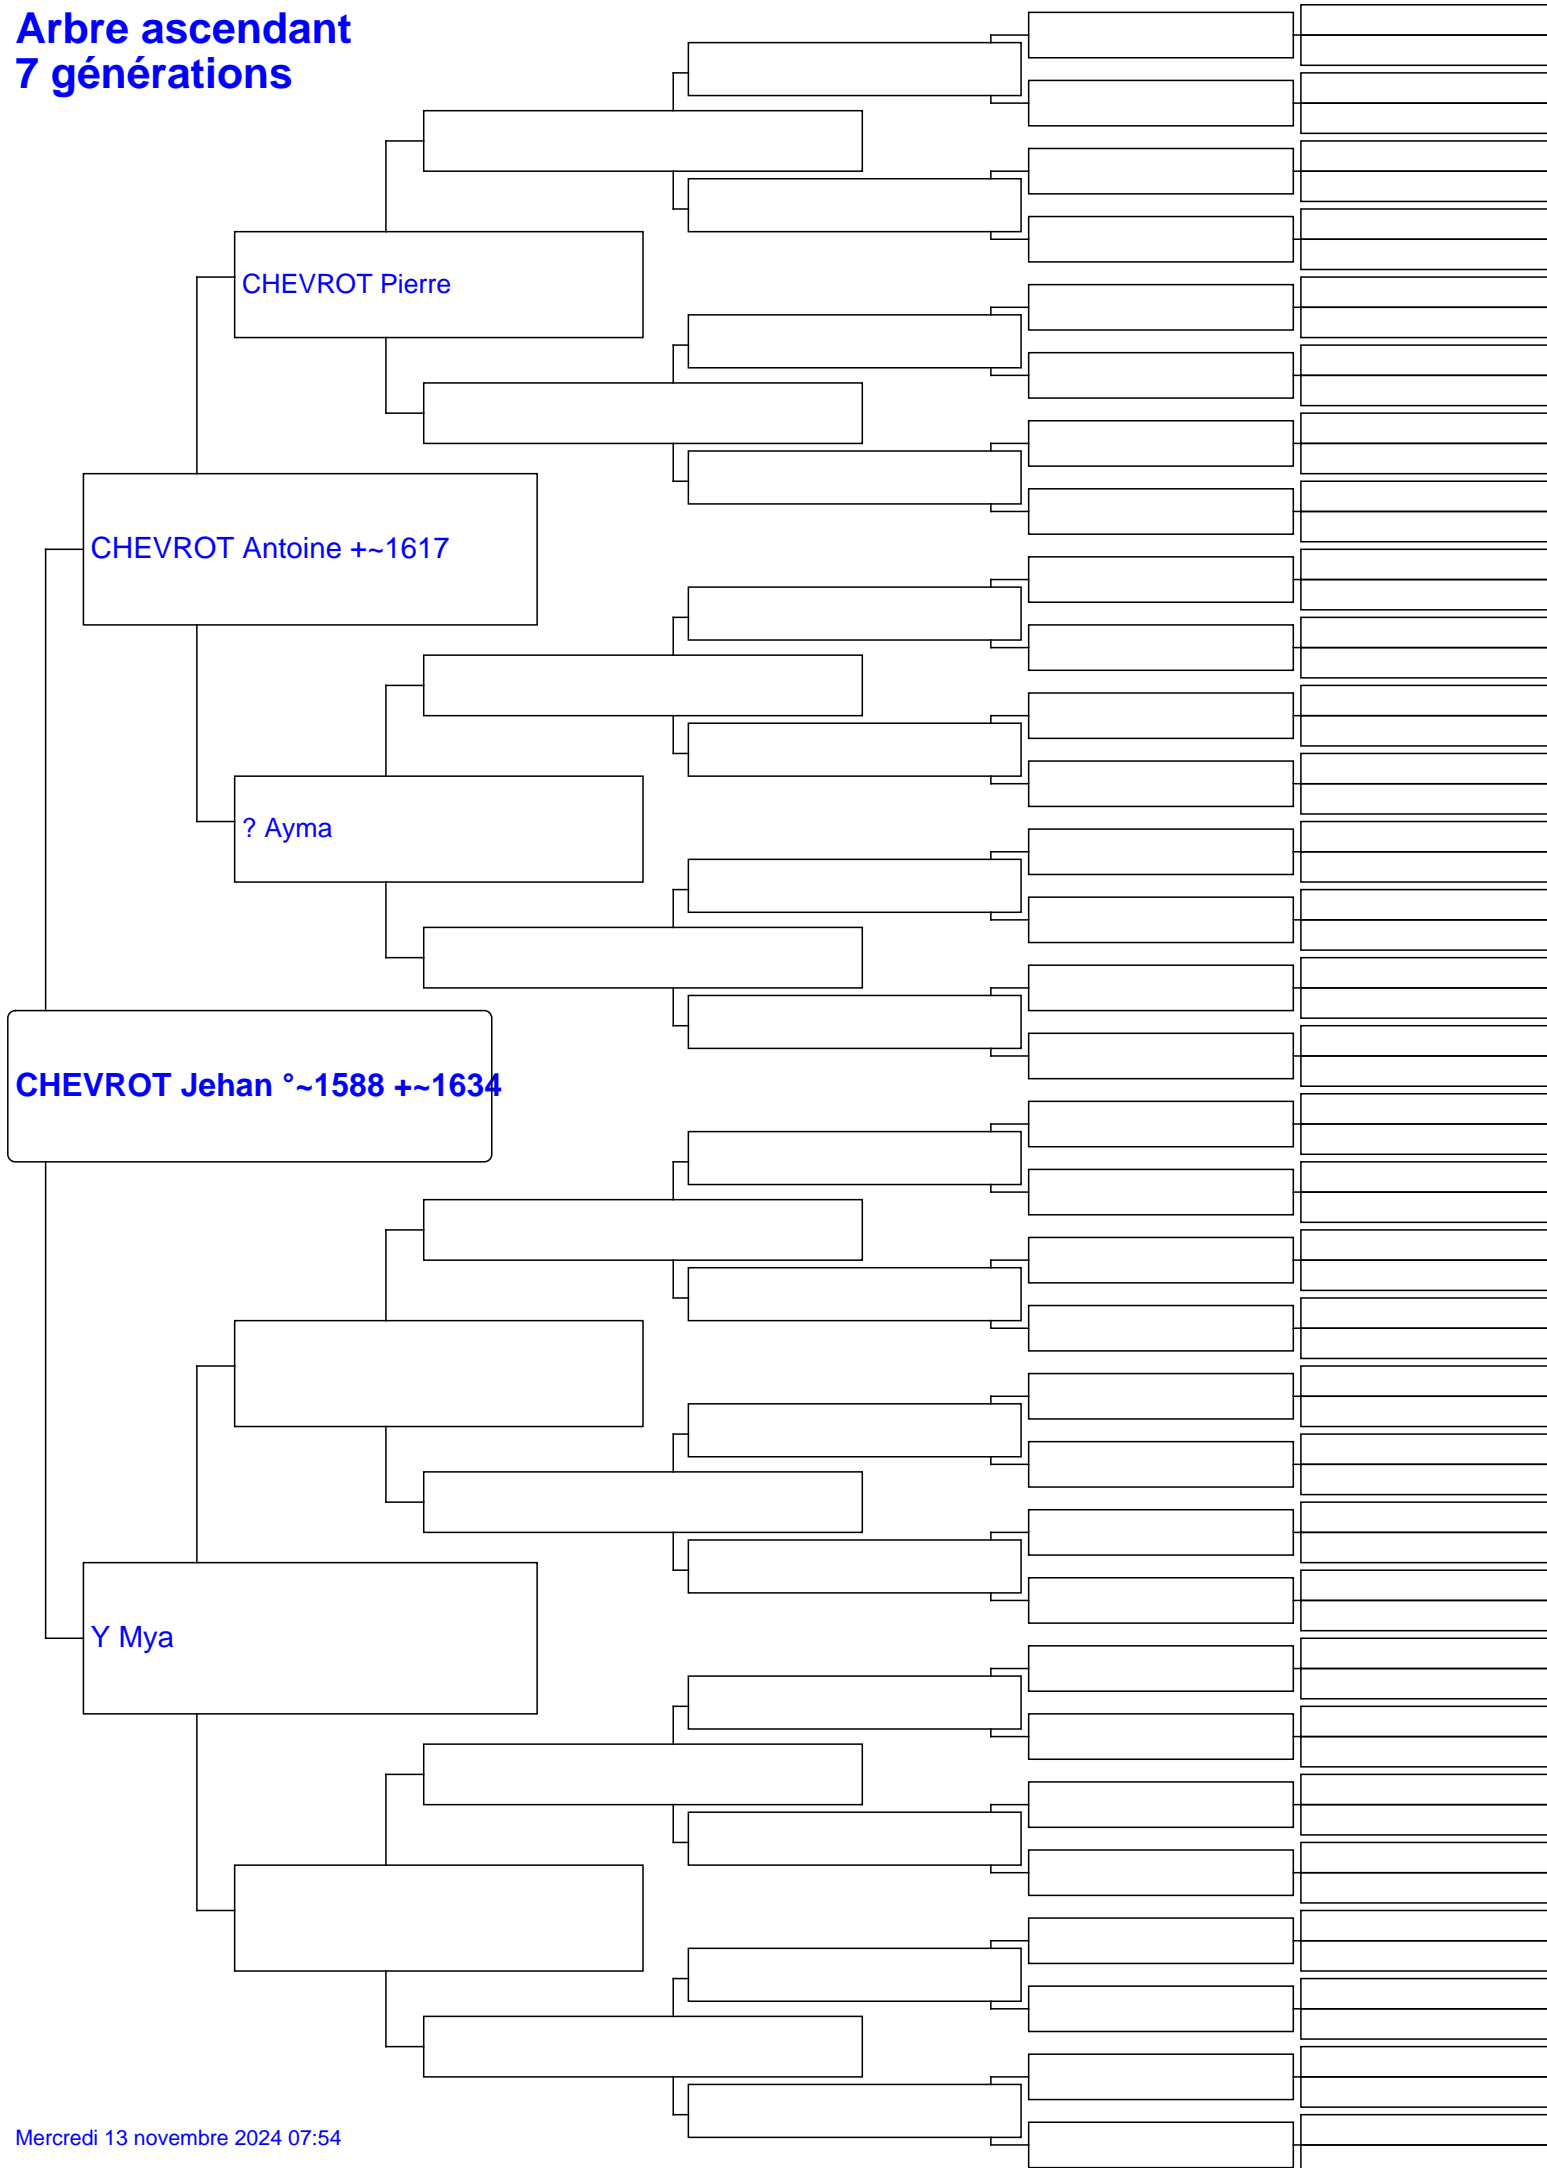 Arbre ascendant
7 générations
CHEVROT Pierre
CHEVROT Antoine +~1617
? Ayma
CHEVROT Jehan °~1588 +~1634
Y Mya
Mercredi 13 novembre 2024 07:54